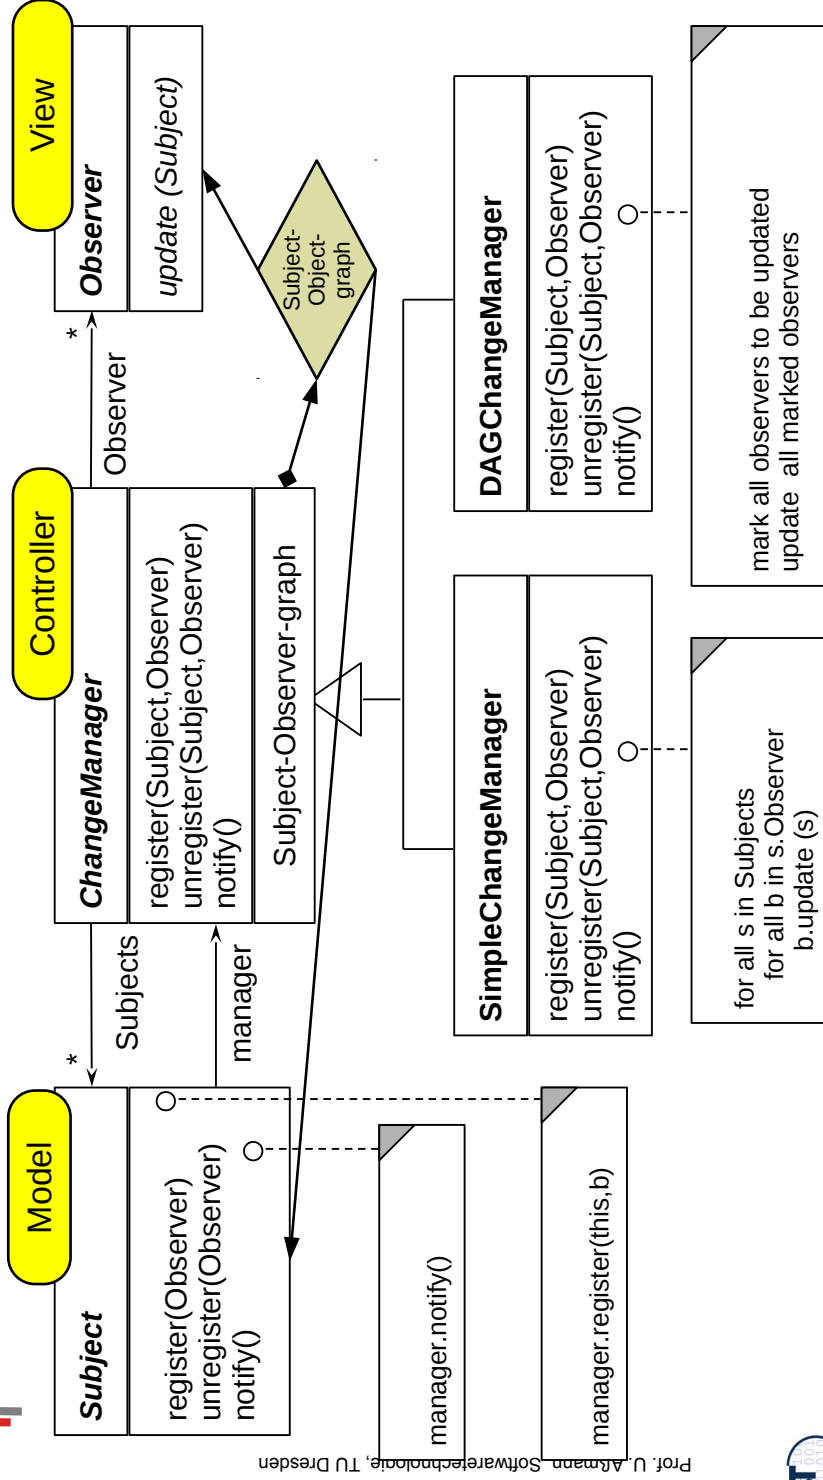 Model
Controller
View
Subject
register(Observer)
unregister(Observer)
notify()
* Subjects
manager
ChangeManager
register(Subject,Observer)
unregister(Subject,Observer)
notify()
Subject-Observer-graph
Observer *
Observer
update (Subject)
Subject-
Object-
graph
manager.notify()
manager.register(this,b)
SimpleChangeManager
register(Subject,Observer)
unregister(Subject,Observer)
notify()
DAGChangeManager
register(Subject,Observer)
unregister(Subject,Observer)
notify()
for all s in Subjects
for all b in s.Observer
b.update (s)
mark all observers to be updated
update all marked observers
Prof. U. Aßmann, Softwaretechnologie, TU Dresden